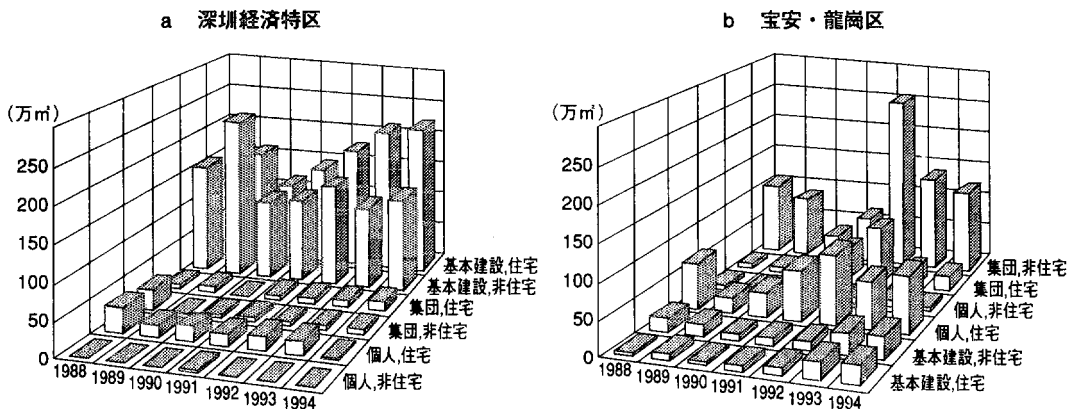 a 深圳経済特区
(万㎡)
250
200
150
100
50
0
1988
1989
1990
1991
1992
1993
1994
基本建設,住宅
基本建設,非住宅
集団,住宅
集団,非住宅
個人,住宅
個人,非住宅
b 宝安・龍崗区
(万㎡)
250
200
150
100
50
0
1988
1989
1990
1991
1992
1993
1994
集団,非住宅
集団,住宅
個人,非住宅
個人,住宅
基本建設,非住宅
基本建設,住宅